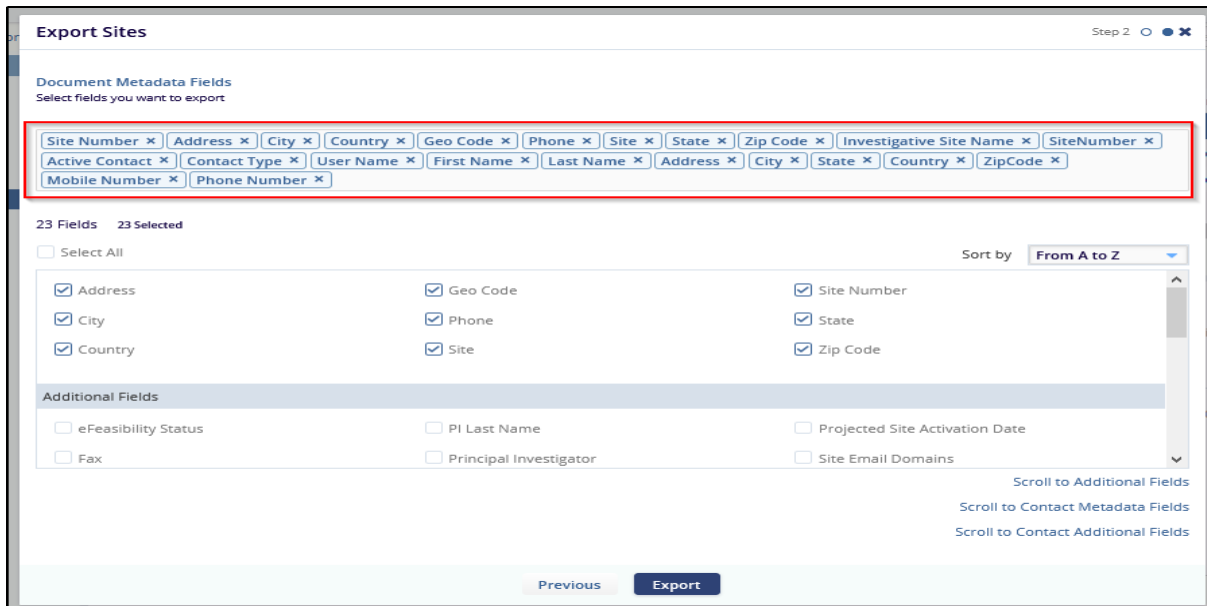 Export Sites
Step 2
Document Metadata Fields
Select fields you want to export
Site Number × Address × City × Country × Geo Code × Phone × Site × State × Zip Code × Investigative Site Name × SiteNumber ×
Active Contact × Contact Type × User Name × First Name × Last Name × Address × City × State × Country × ZipCode ×
Mobile Number × Phone Number ×
23 Fields 23 Selected
Select All
Sort by From A to Z
Address Geo Code Site Number
City Phone State
Country Site Zip Code
Additional Fields
eFeasibility Status PI Last Name Projected Site Activation Date
Fax Principal Investigator Site Email Domains
Scroll to Additional Fields
Scroll to Contact Metadata Fields
Scroll to Contact Additional Fields
Previous Export